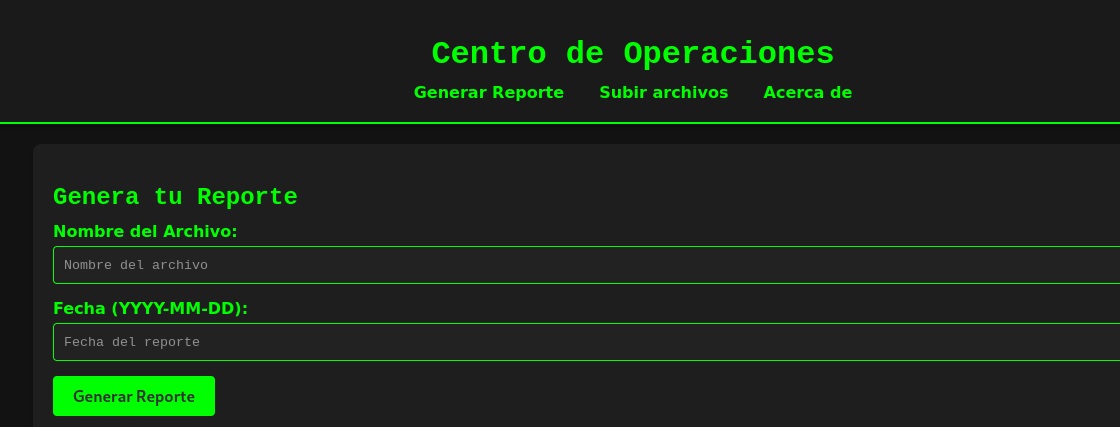 Centro de Operaciones
Generar Reporte Subir archivos Acerca de
Genera tu Reporte
Nombre del Archivo:
Nombre del archivo
Fecha (YYYY-MM-DD):
Fecha del reporte
Generar Reporte